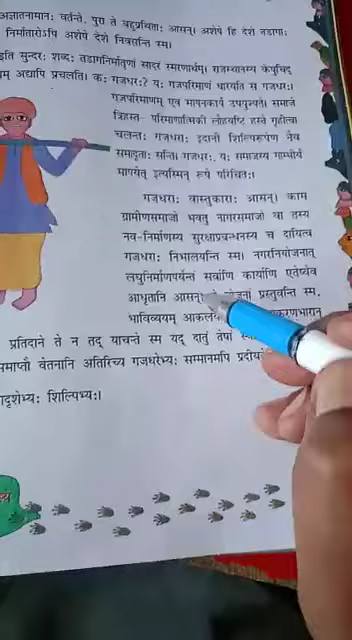 अज्ञातनामानः वर्तन्ते। पुरा ते बहुप्रथिताः आसन्। अशेषे हि देशे तडागाः
निर्मातारोऽपि अशेषे देशे निवसन्ति स्म।
इति सुन्दरः शब्दः तडागनिर्मातॄणां सादरं स्मरणार्थम्। राजस्थानस्य केषुचिद्
अद्यापि प्रचलति। कः गजधरः? यः गजपरिमाणं धारयति स गजधरः।
गजपरिमाणम् एव मापनकार्ये उपयुज्यते। समाजे
त्रिहस्त- परिमाणात्मिकीं लौहयष्टिं हस्ते गृहीत्वा
चलन्तः गजधराः इदानीं शिल्पिरूपेण नैव
समादृताः सन्ति। गजधरः, यः समाजस्य गाम्भीर्यं
मापयेत् इत्यस्मिन् रूपे परिचितः।
गजधराः वास्तुकाराः आसन्। कामं
ग्रामीणसमाजो भवतु नागरसमाजो वा तस्य
नव-निर्माणस्य सुरक्षाप्रबन्धनस्य च दायित्वं
गजधराः निभालयन्ति स्म। नगरनियोजनात्
लघुनिर्माणपर्यन्तं सर्वाणि कार्याणि एतेष्वेव
आधृतानि आसन् प्रस्तुवन्ति स्म,
भाविव्ययम्
प्रतिदाने ते न तद् याचन्ते स्म यद् दातुं तेषां
वेतनानि अतिरिच्य गजधरेभ्यः सम्मानमपि
शिल्पिभ्यः।